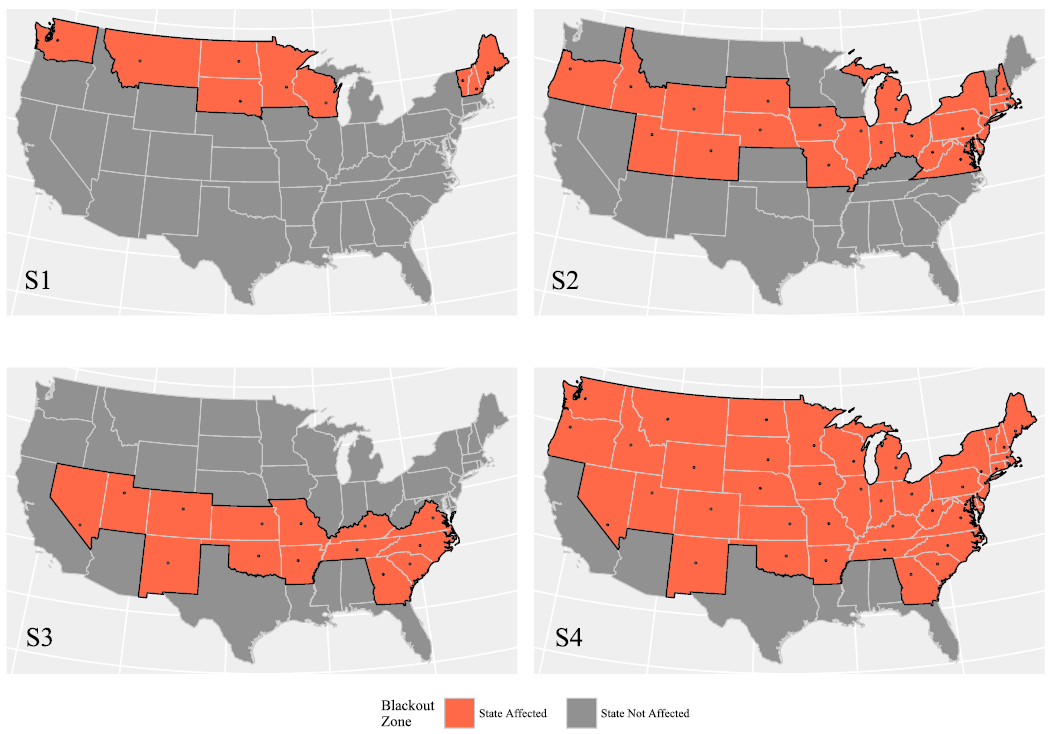 S1
S2
S3
S4
Blackout
Zone
State Affected
State Not Affected